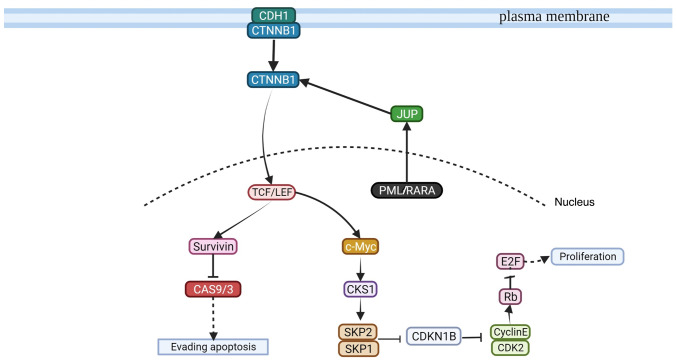 CDH1
plasma membrane
CTNNB1
CTNNB1
JUP
TCF/LEF
PML/RARA
Nucleus
Survivin
c-Myc
E2F
Proliferation
CAS9/3
CKS1
Rb
SKP2
CDKN1B
CyclinE
Evading apoptosis
SKP1
CDK2